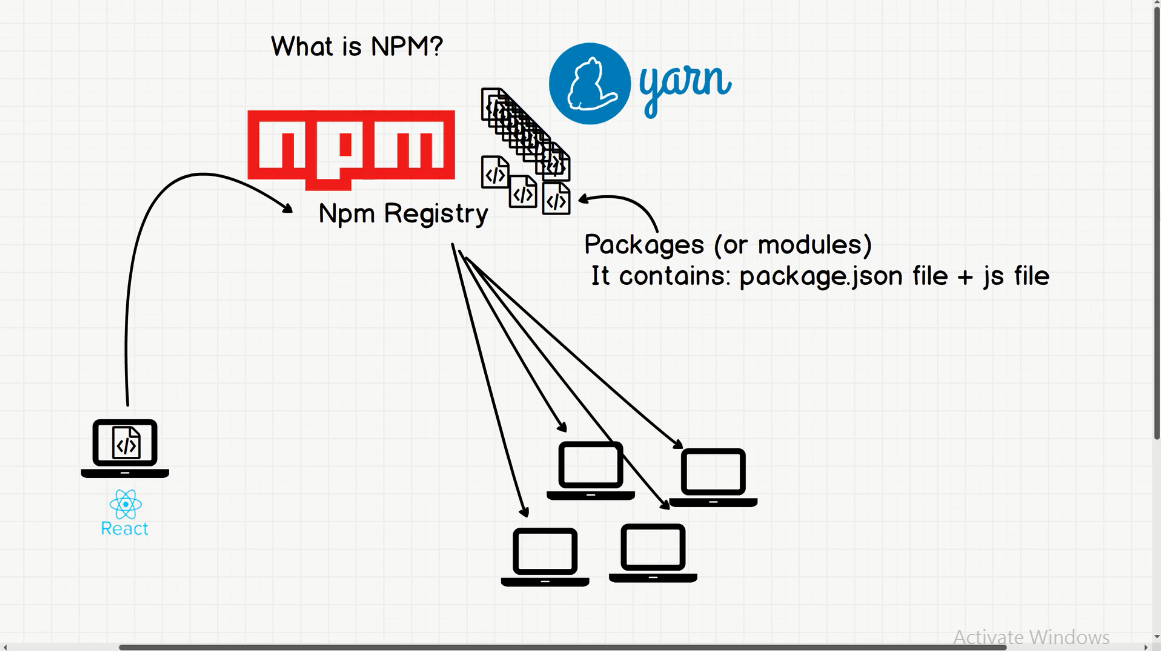 What is NPM?
yarn
npm
Npm Registry
Packages (or modules)
It contains: package.json file + js file
React
Activate Windows